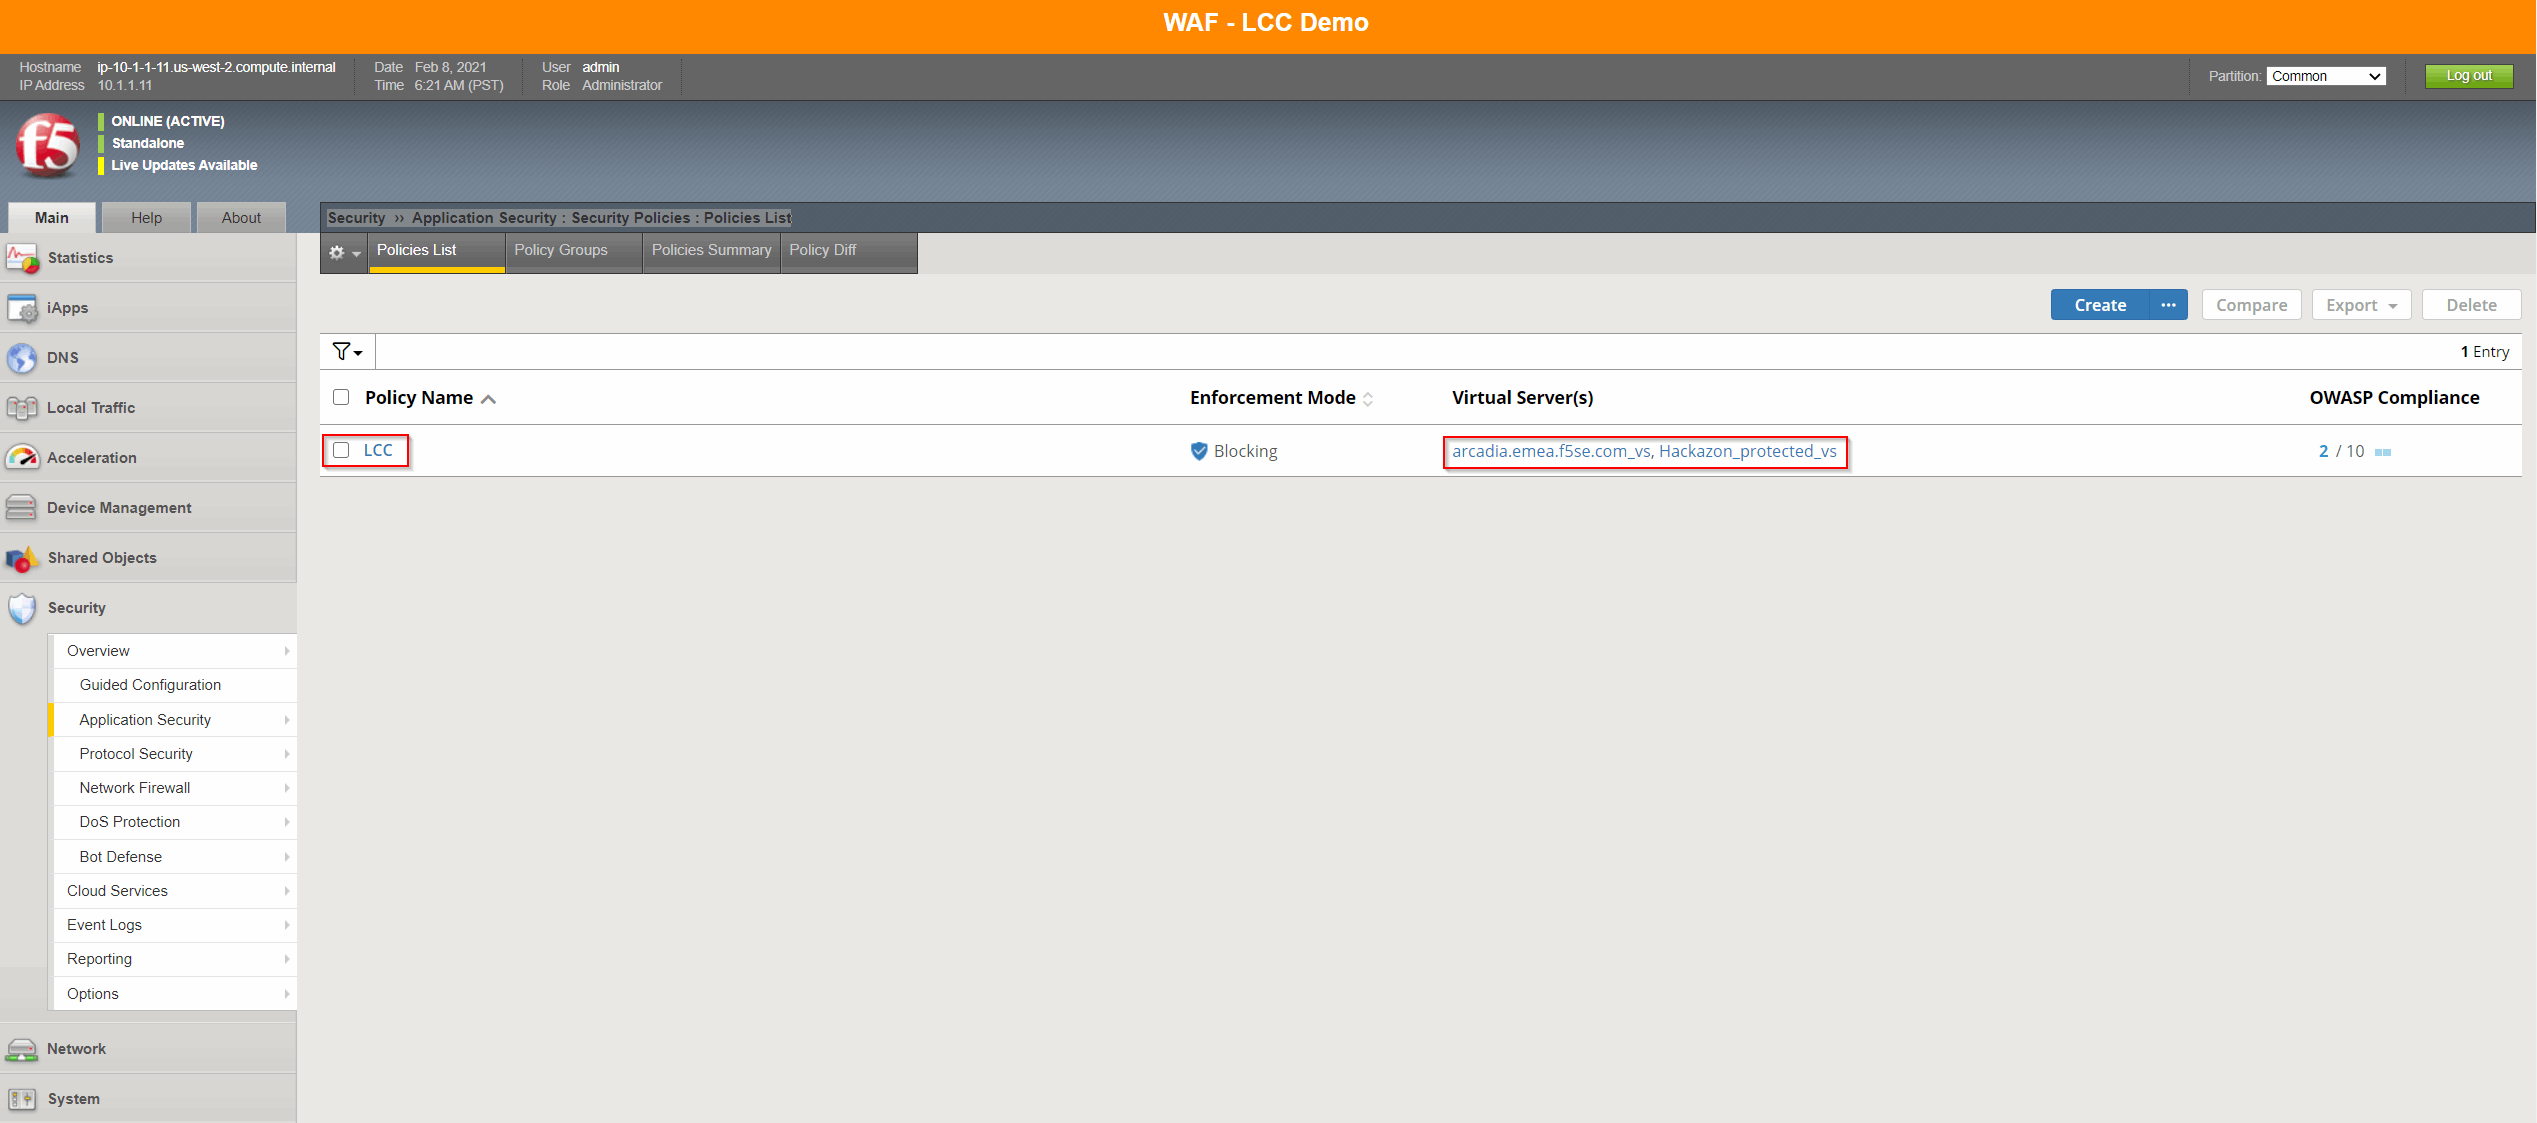 WAF - LCC Demo
Hostname ip-10-1-1-11.us-west-2.compute.internal Date Feb 8, 2021 User admin
IP Address 10.1.1.11 Time 6:21 AM (PST) Role Administrator
Partition: Common Log out
f5
ONLINE (ACTIVE)
Standalone
Live Updates Available
Main Help About
Security ›› Application Security : Security Policies : Policies List
Policies List Policy Groups Policies Summary Policy Diff
Create ... Compare Export Delete
1 Entry
Policy Name Enforcement Mode Virtual Server(s) OWASP Compliance
LCC Blocking arcadia.emea.f5se.com_vs, Hackazon_protected_vs 2 / 10
Statistics
iApps
DNS
Local Traffic
Acceleration
Device Management
Shared Objects
Security
Overview
Guided Configuration
Application Security
Protocol Security
Network Firewall
DoS Protection
Bot Defense
Cloud Services
Event Logs
Reporting
Options
Network
System